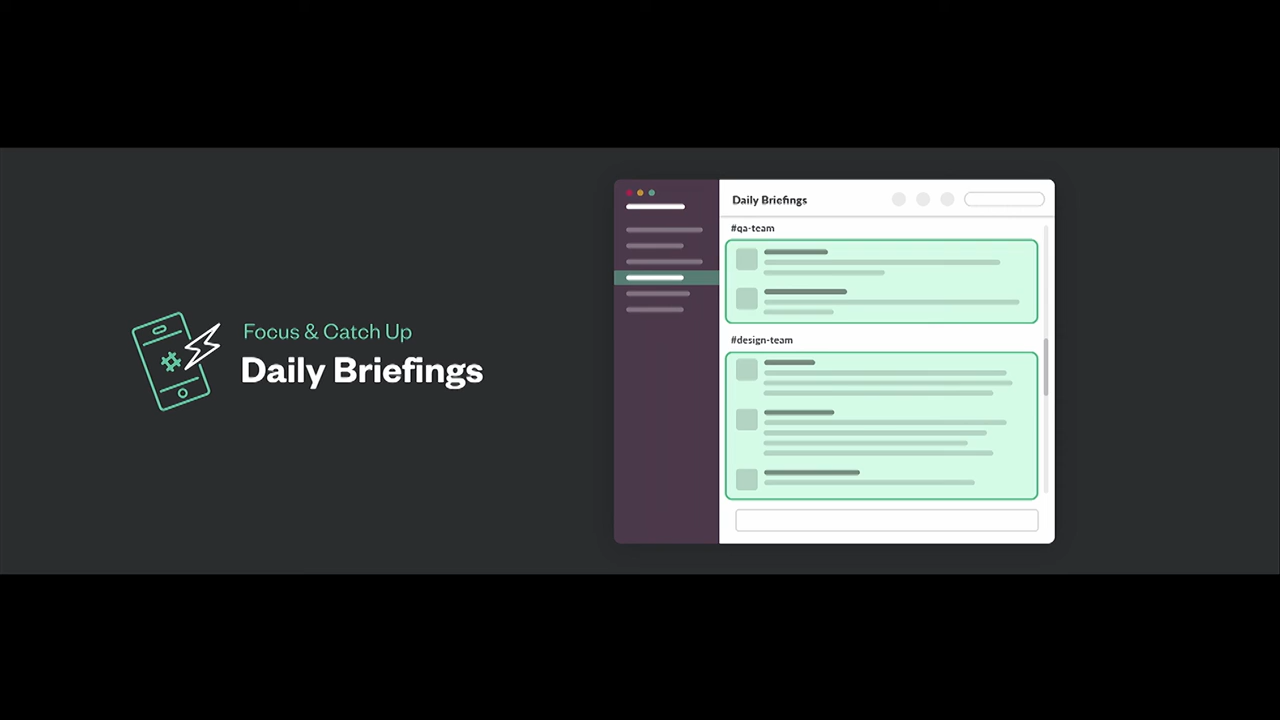 Focus & Catch Up
Daily Briefings
Daily Briefings
#qa-team
#design-team